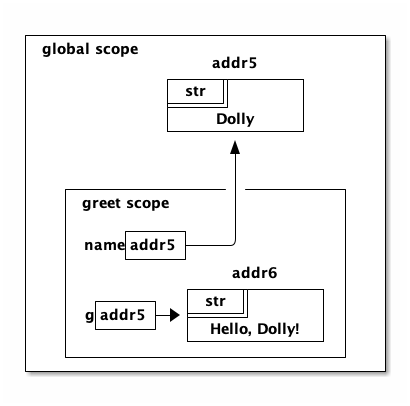 global scope
addr5
str
Dolly
greet scope
name addr5
addr6
str
g addr5
Hello, Dolly!